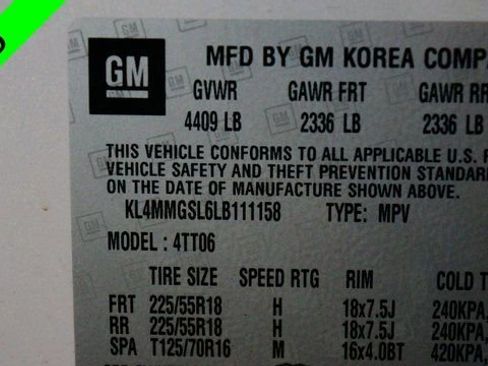 GM
MFD BY GM KOREA COMPA
GVWR GAWR FRT GAWR RR
4409 LB 2336 LB 2336 LB
THIS VEHICLE CONFORMS TO ALL APPLICABLE U.S. F
VEHICLE SAFETY AND THEFT PREVENTION STANDARD
ON THE DATE OF MANUFACTURE SHOWN ABOVE.
KL4MMGSL6LB111158 TYPE: MPV
MODEL: 4TT06
TIRE SIZE SPEED RTG RIM COLD T
FRT 225/55R18 H 18x7.5J 240KPA,
RR 225/55R18 H 18x7.5J 240KPA,
SPA T125/70R16 M 16x4.0BT 420KPA,